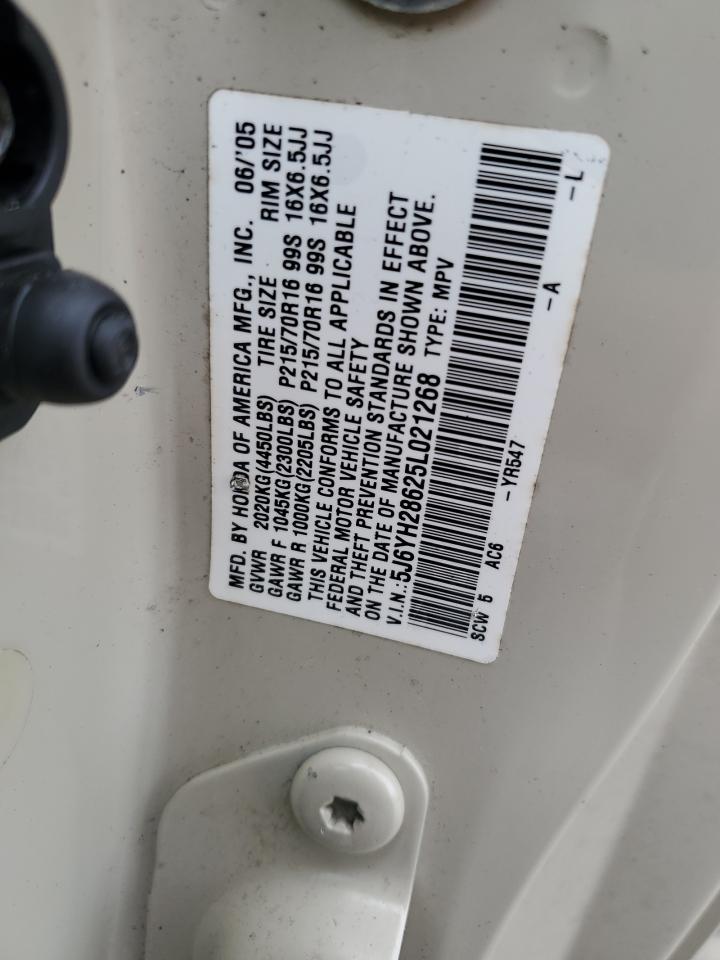 MFD. BY HONDA OF AMERICA MFG., INC. 06/'05
GVWR 2020KG(4450LBS) TIRE SIZE RIM SIZE
GAWR F 1045KG(2300LBS) P215/70R16 99S 16X6.5JJ
GAWR R 1000KG(2205LBS) P215/70R16 99S 16X6.5JJ
THIS VEHICLE CONFORMS TO ALL APPLICABLE
FEDERAL MOTOR VEHICLE SAFETY
AND THEFT PREVENTION STANDARDS IN EFFECT
ON THE DATE OF MANUFACTURE SHOWN ABOVE.
V.I.N.: 5J6YH28625L021268 TYPE: MPV
SCW 5 AC6 -YR547 -A -L